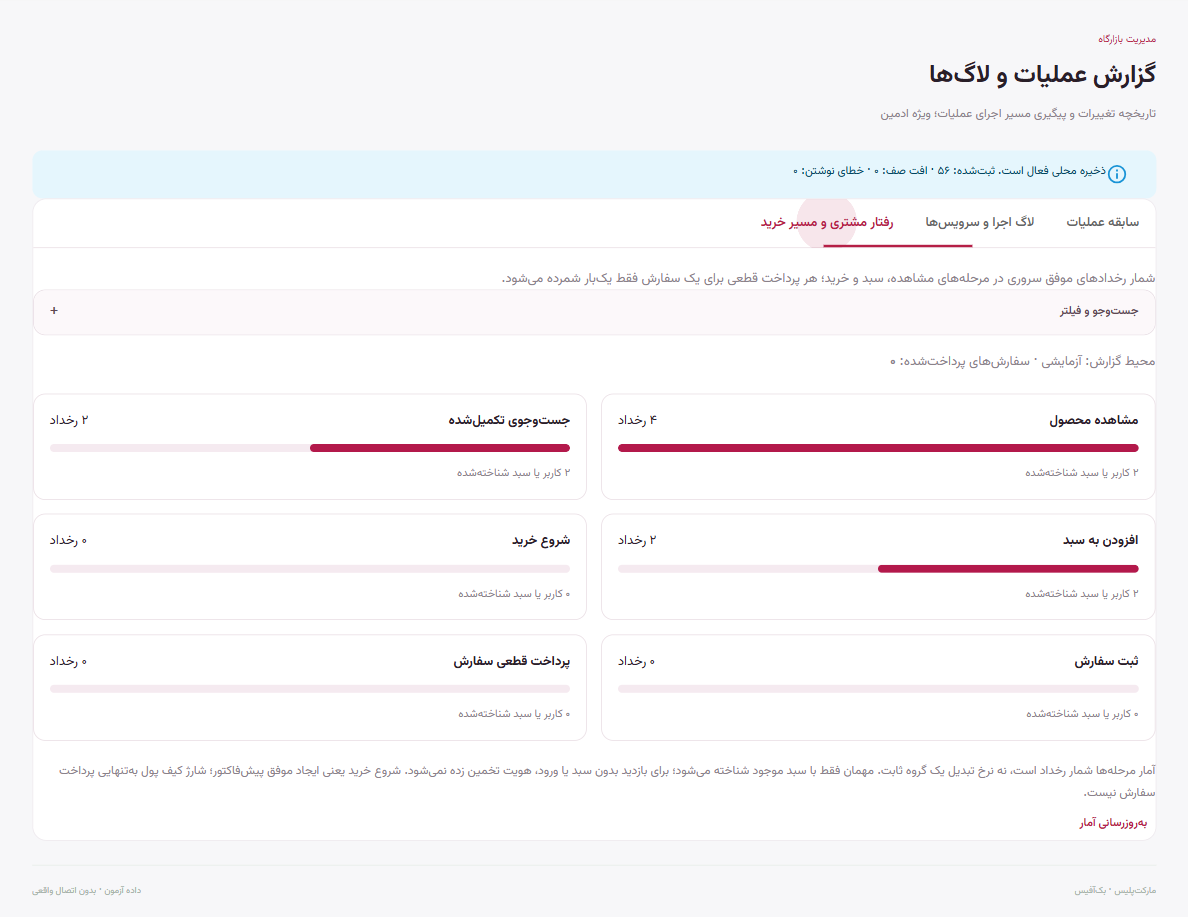 مدیریت بازارگاه
گزارش عملیات و لاگ‌ها
تاریخچه تغییرات و پیگیری مسیر اجرای عملیات؛ ویژه ادمین
ذخیره محلی فعال است. ثبت‌شده: ۵۶ · افت صف: ۰ · خطای نوشتن: ۰
سابقه عملیات
لاگ اجرا و سرویس‌ها
رفتار مشتری و مسیر خرید
شمار رخدادهای موفق سروری در مرحله‌های مشاهده، سبد و خرید؛ هر پرداخت قطعی برای یک سفارش فقط یک‌بار شمرده می‌شود.
جست‌وجو و فیلتر
+
محیط گزارش: آزمایشی · سفارش‌های پرداخت‌شده: ۰
مشاهده محصول
۴ رخداد
۲ کاربر یا سبد شناخته‌شده
جست‌وجوی تکمیل‌شده
۲ رخداد
۲ کاربر یا سبد شناخته‌شده
افزودن به سبد
۲ رخداد
۲ کاربر یا سبد شناخته‌شده
شروع خرید
۰ رخداد
۰ کاربر یا سبد شناخته‌شده
ثبت سفارش
۰ رخداد
۰ کاربر یا سبد شناخته‌شده
پرداخت قطعی سفارش
۰ رخداد
۰ کاربر یا سبد شناخته‌شده
آمار مرحله‌ها شمار رخداد است، نه نرخ تبدیل یک گروه ثابت. مهمان فقط با سبد موجود شناخته می‌شود؛ برای بازدید بدون سبد یا ورود، هویت تخمین زده نمی‌شود. شروع خرید یعنی ایجاد موفق پیش‌فاکتور؛ شارژ کیف پول به‌تنهایی پرداخت
سفارش نیست.
به‌روزرسانی آمار
مارکت‌پلیس · بک‌آفیس
داده آزمون · بدون اتصال واقعی